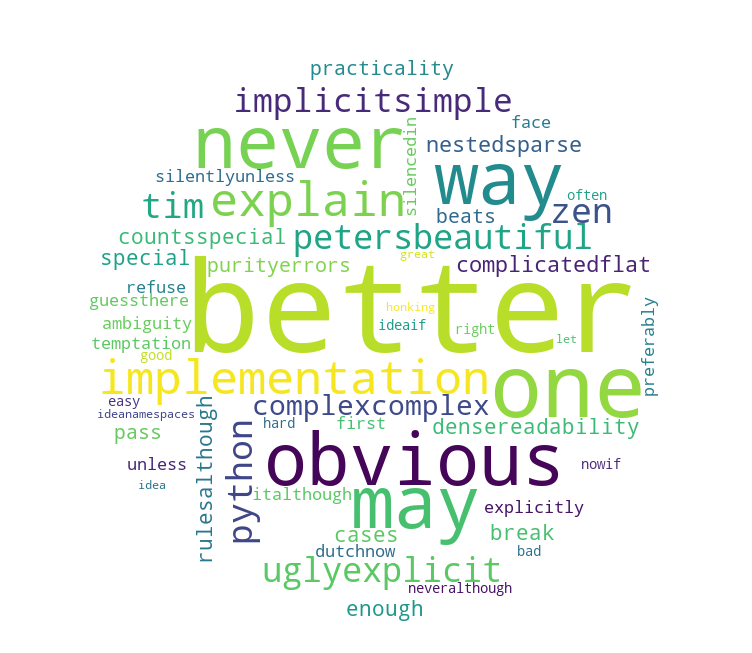 practicality
implicitsimple
face
never
silencedin
nestedsparse
silentlyunless
way
often
tim
explain
beats
zen
countsspecial
petersbeautiful
special
purityerrors
great
complicatedflat
refuse
better
guessthere
honking
preferably
ambiguity
ideaif
right
temptation
let
good
implementation
one
easy
complexcomplex
ideanamespaces
rulesalthough
hard
first
densereadability
pass
python
obvious
unless
nowif
idea
italthough
may
explicitly
cases
break
dutchnow
bad
uglyexplicit
neveralthough
enough